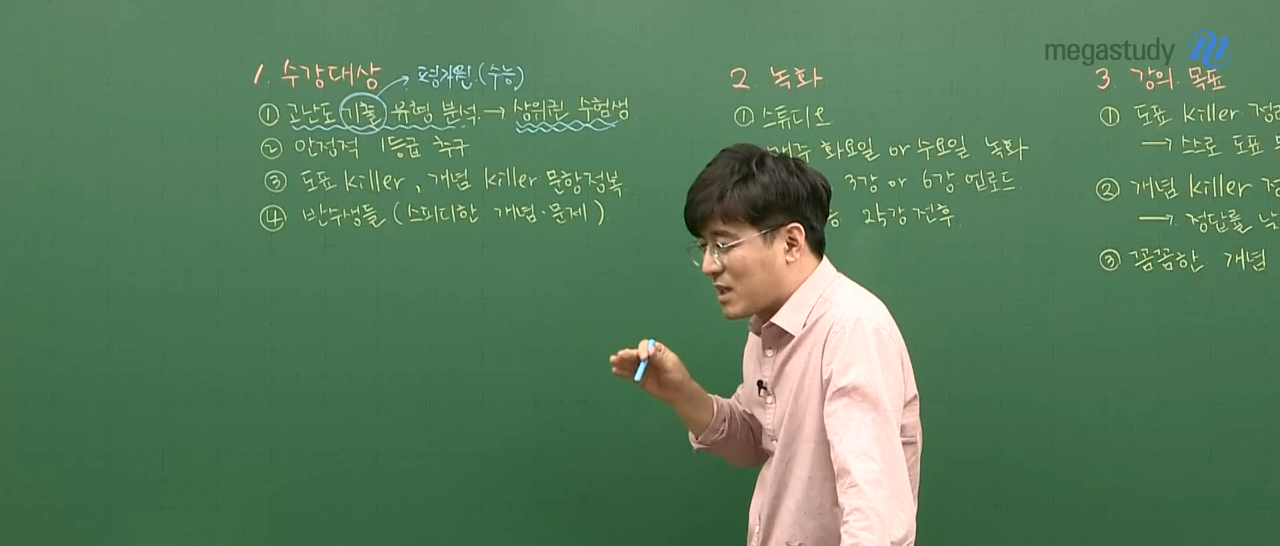 megastudy
1. 수강대상 → 평가원 (수능)
① 고난도 기출 유형 분석 → 상위권 수험생
② 안정적 1등급 추구
③ 도표 killer, 개념 killer 문항정복
④ 반수생들 (스피디한 개념·문제)
2. 녹화
① 스튜디오
매주 화요일 or 수요일 녹화
3강 or 6강 업로드
25강 전후
3. 강의 목표
① 도표 killer
→ 스스로 도표
② 개념 killer
→ 정답률
③ 꼼꼼한 개념